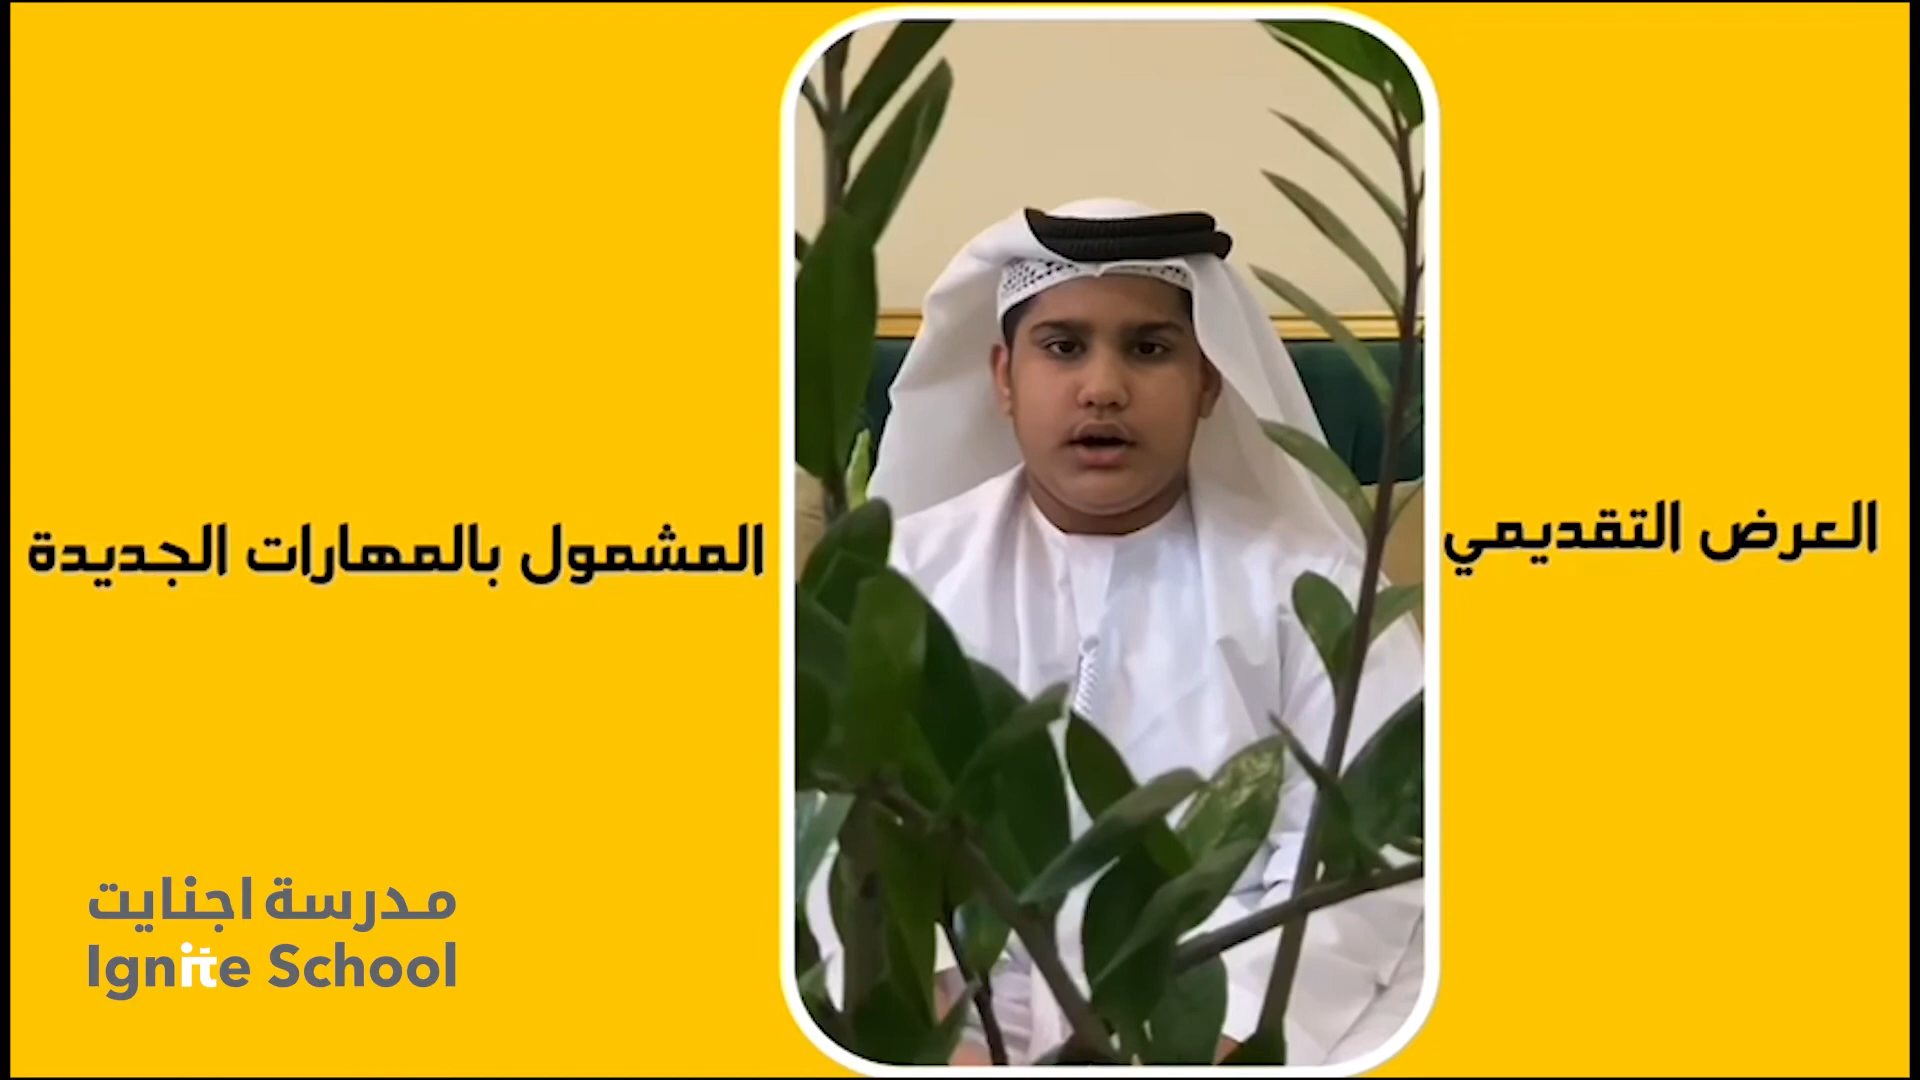 العرض التقديمي
المشمول بالمهارات الجديدة
مدرسة اجنايت
Ignite School